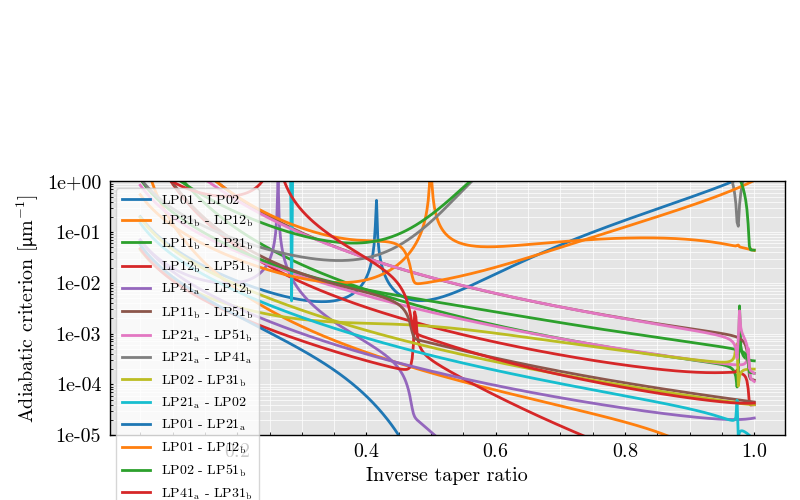 1e+00
1e-01
1e-02
1e-03
1e-04
1e-05
Adiabatic criterion [μm⁻¹]
LP01 - LP02
LP31b - LP12b
LP11b - LP31b
LP12b - LP51b
LP41a - LP12b
LP11b - LP51b
LP21a - LP51b
LP21a - LP41a
LP02 - LP31b
LP21a - LP02
LP01 - LP21a
LP01 - LP12b
LP02 - LP51b
LP41a - LP31b
0.2 0.4 0.6 0.8 1.0
Inverse taper ratio